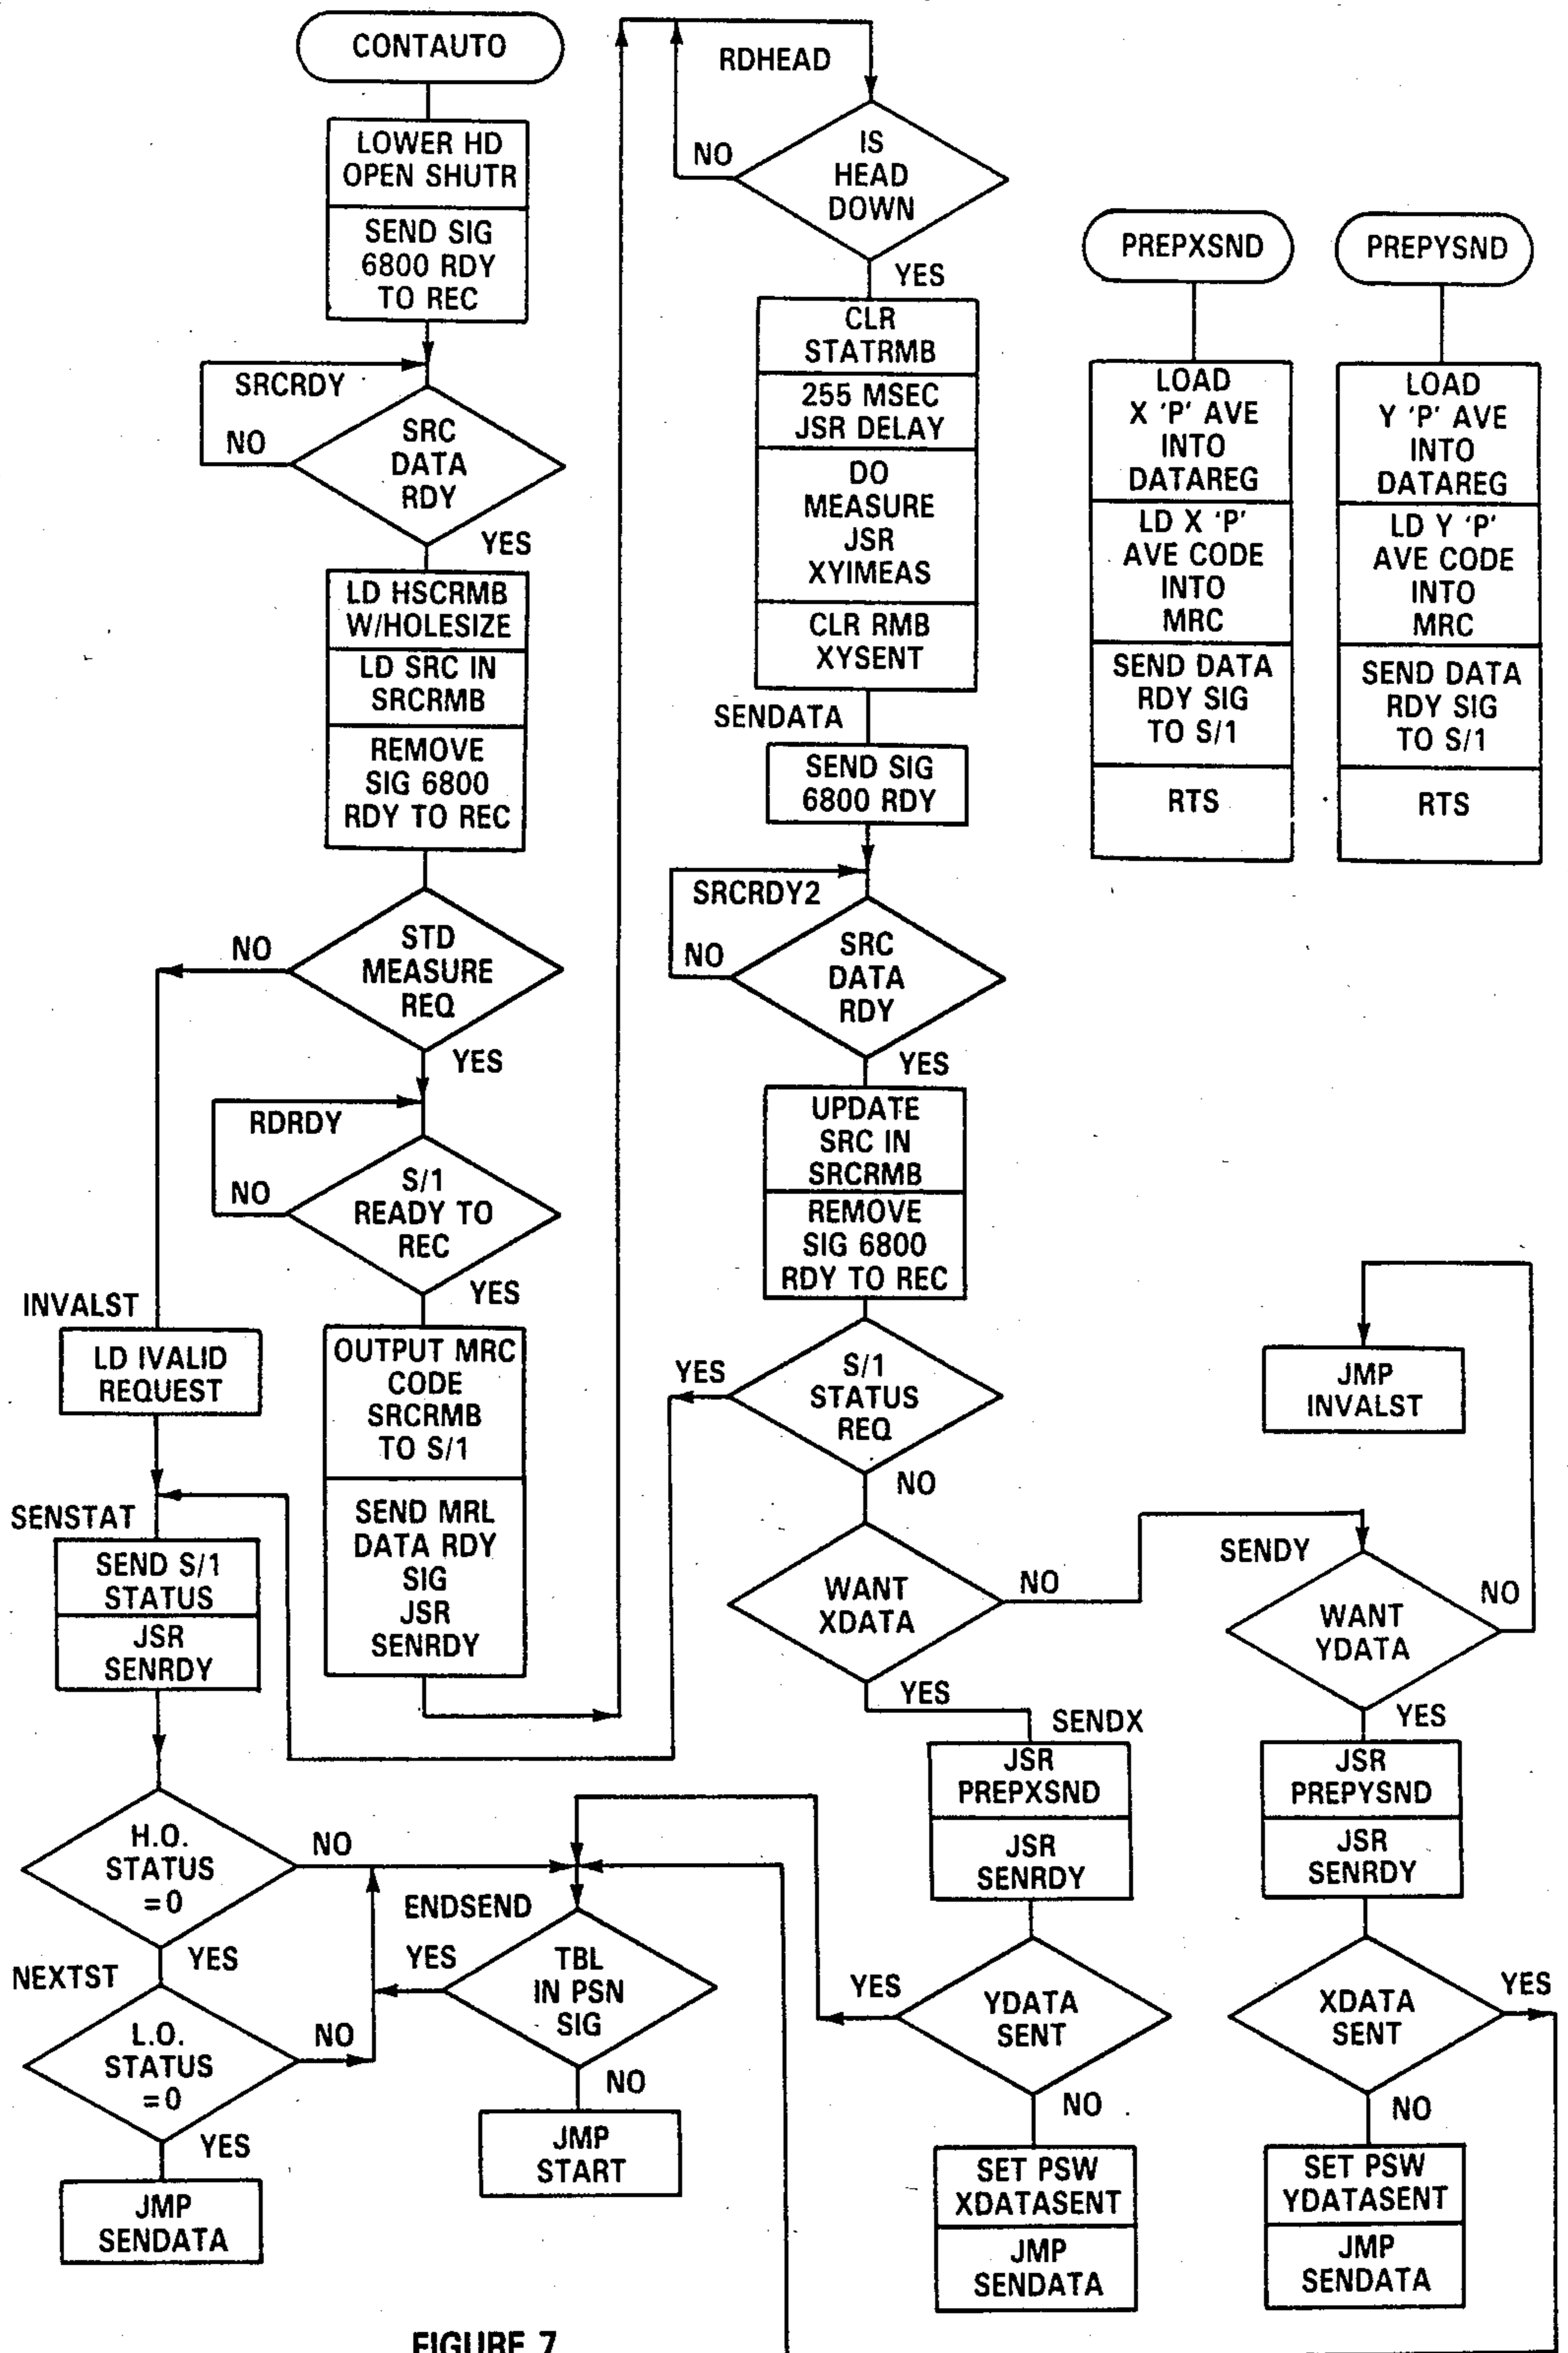 CONTAUTO
LOWER HD
OPEN SHUTR
SEND SIG
6800 RDY
TO REC
SRCRDY
NO
SRC
DATA
RDY
YES
LD HSCRMB
W/HOLESIZE
LD SRC IN
SRCRMB
REMOVE
SIG 6800
RDY TO REC
NO
STD
MEASURE
REQ
YES
RDRDY
NO
S/1
READY TO
REC
YES
OUTPUT MRC
CODE
SRCRMB
TO S/1
SEND MRL
DATA RDY
SIG
JSR
SENRDY
INVALST
LD IVALID
REQUEST
SENSTAT
SEND S/1
STATUS
JSR
SENRDY
H.O.
STATUS
=0
NO
YES
NEXTST
L.O.
STATUS
=0
NO
YES
JMP
SENDATA
ENDSEND
YES
TBL
IN PSN
SIG
NO
JMP
START
RDHEAD
NO
IS
HEAD
DOWN
YES
CLR
STATRMB
255 MSEC
JSR DELAY
DO
MEASURE
JSR
XYIMEAS
CLR RMB
XYSENT
SENDATA
SEND SIG
6800 RDY
SRCRDY2
NO
SRC
DATA
RDY
YES
UPDATE
SRC IN
SRCRMB
REMOVE
SIG 6800
RDY TO REC
YES
S/1
STATUS
REQ
NO
WANT
XDATA
NO
YES
SENDX
JSR
PREPXSND
JSR
SENRDY
YES
YDATA
SENT
NO
SET PSW
XDATASENT
JMP
SENDATA
PREPXSND
LOAD
X 'P' AVE
INTO
DATAREG
LD X 'P'
AVE CODE
INTO
MRC
SEND DATA
RDY SIG
TO S/1
RTS
PREPYSND
LOAD
Y 'P' AVE
INTO
DATAREG
LD Y 'P'
AVE CODE
INTO
MRC
SEND DATA
RDY SIG
TO S/1
RTS
JMP
INVALST
SENDY
WANT
YDATA
NO
YES
JSR
PREPYSND
JSR
SENRDY
XDATA
SENT
YES
NO
SET PSW
YDATASENT
JMP
SENDATA
FIGURE 7